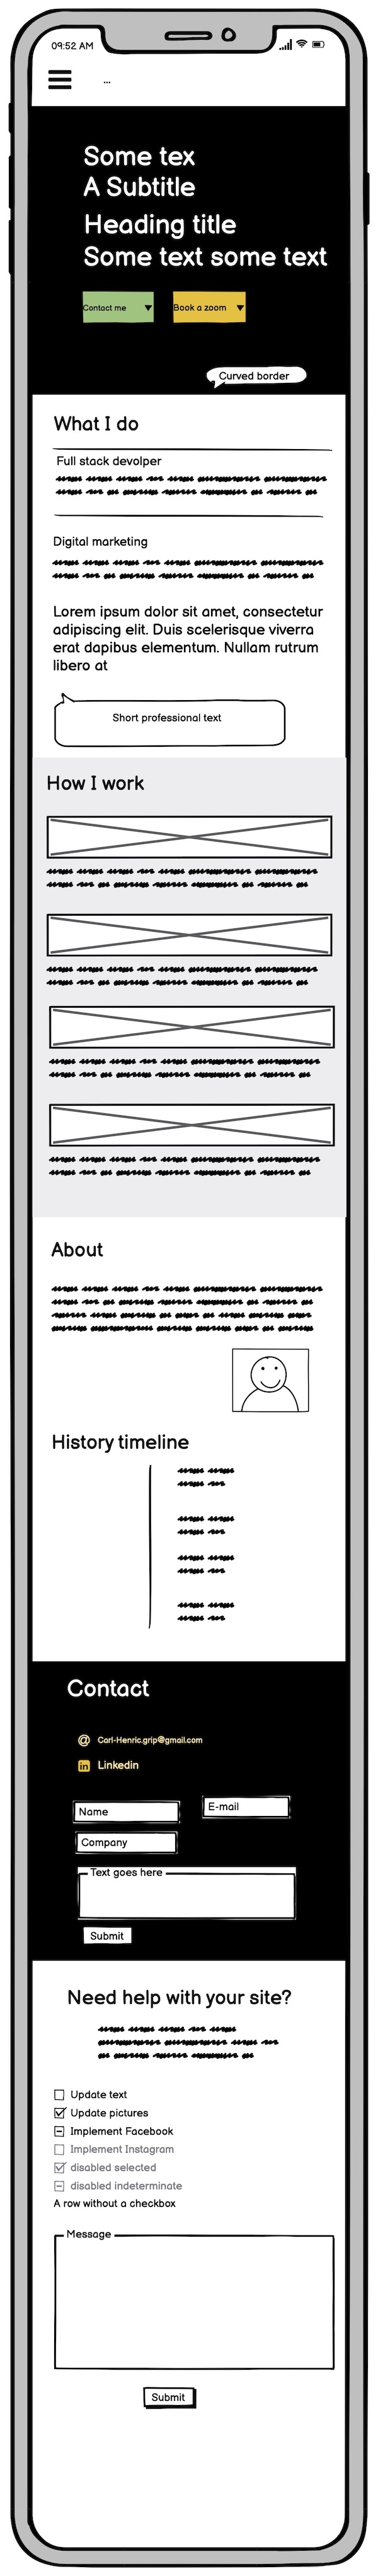 09:52 AM
...
Some tex
A Subtitle
Heading title
Some text some text
Contact me
Book a zoom
Curved border
What I do
Full stack devolper
Digital marketing
Lorem ipsum dolor sit amet, consectetur
adipiscing elit. Duis scelerisque viverra
erat dapibus elementum. Nullam rutrum
libero at
Short professional text
How I work
About
History timeline
Contact
@ Carl-Henric.grip@gmail.com
in Linkedin
Name
E-mail
Company
Text goes here
Submit
Need help with your site?
Update text
Update pictures
Implement Facebook
Implement Instagram
disabled selected
disabled indeterminate
A row without a checkbox
Message
Submit